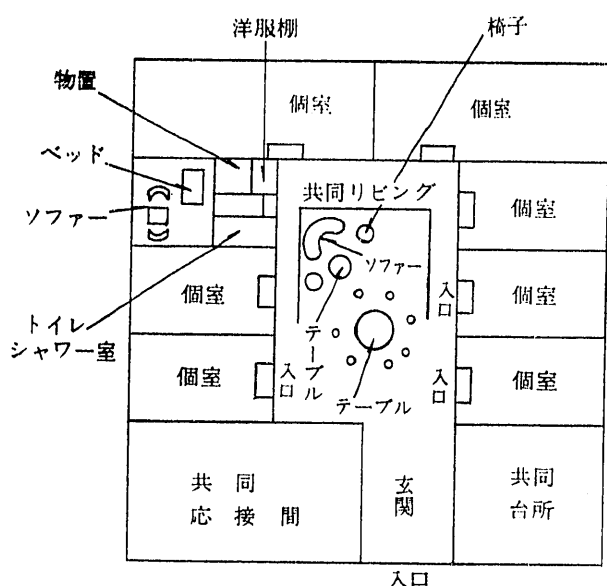 洋服棚
椅子
物置
個室
個室
ベッド
共同リビング
ソファー
個室
ソファー
個室
入口
個室
トイレ
シャワー室
個室
入口
テーブル
テーブル
入口
個室
共同
応接間
玄関
共同
台所
入口